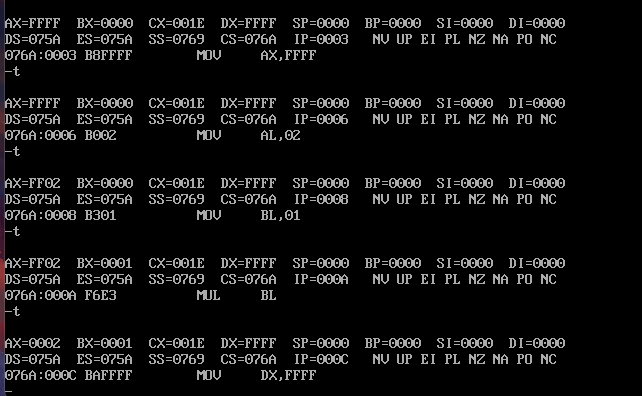 AX=FFFF BX=0000 CX=001E DX=FFFF SP=0000 BP=0000 SI=0000 DI=0000
DS=075A ES=075A SS=0769 CS=076A IP=0003 NV UP EI PL NZ NA PO NC
076A:0003 B8FFFF MOV AX,FFFF
-t
AX=FFFF BX=0000 CX=001E DX=FFFF SP=0000 BP=0000 SI=0000 DI=0000
DS=075A ES=075A SS=0769 CS=076A IP=0006 NV UP EI PL NZ NA PO NC
076A:0006 B002 MOV AL,02
-t
AX=FF02 BX=0000 CX=001E DX=FFFF SP=0000 BP=0000 SI=0000 DI=0000
DS=075A ES=075A SS=0769 CS=076A IP=0008 NV UP EI PL NZ NA PO NC
076A:0008 B301 MOV BL,01
-t
AX=FF02 BX=0001 CX=001E DX=FFFF SP=0000 BP=0000 SI=0000 DI=0000
DS=075A ES=075A SS=0769 CS=076A IP=000A NV UP EI PL NZ NA PO NC
076A:000A F6E3 MUL BL
-t
AX=0002 BX=0001 CX=001E DX=FFFF SP=0000 BP=0000 SI=0000 DI=0000
DS=075A ES=075A SS=0769 CS=076A IP=000C NV UP EI PL NZ NA PO NC
076A:000C BAFFFF MOV DX,FFFF
-